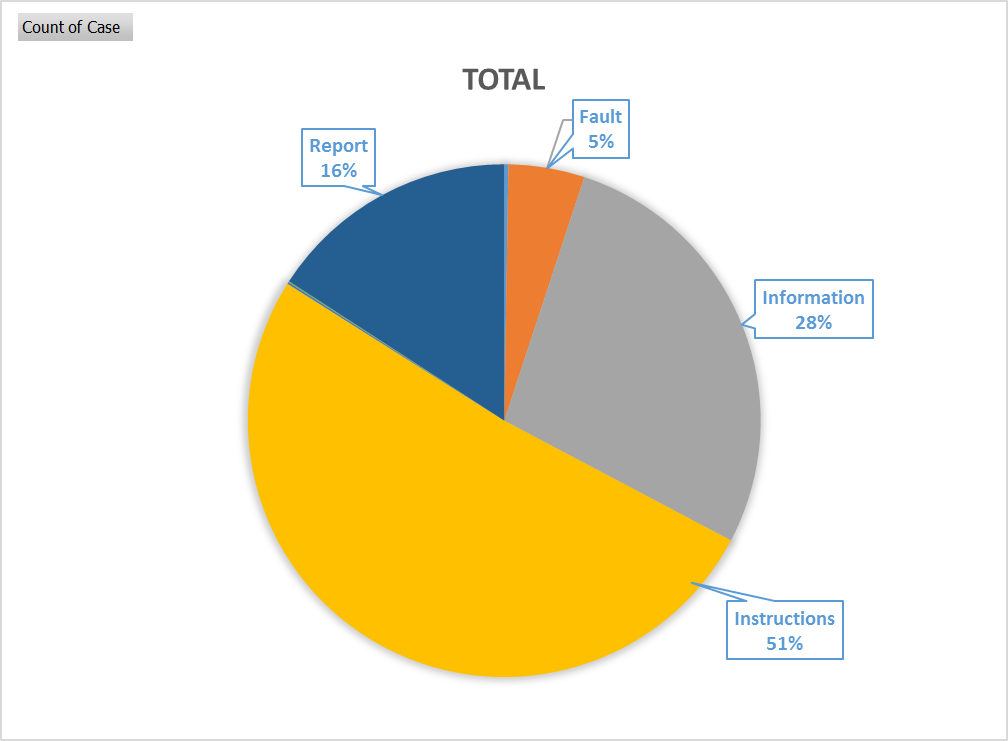 Count of Case
TOTAL
Fault
5%
Report
16%
Information
28%
Instructions
51%